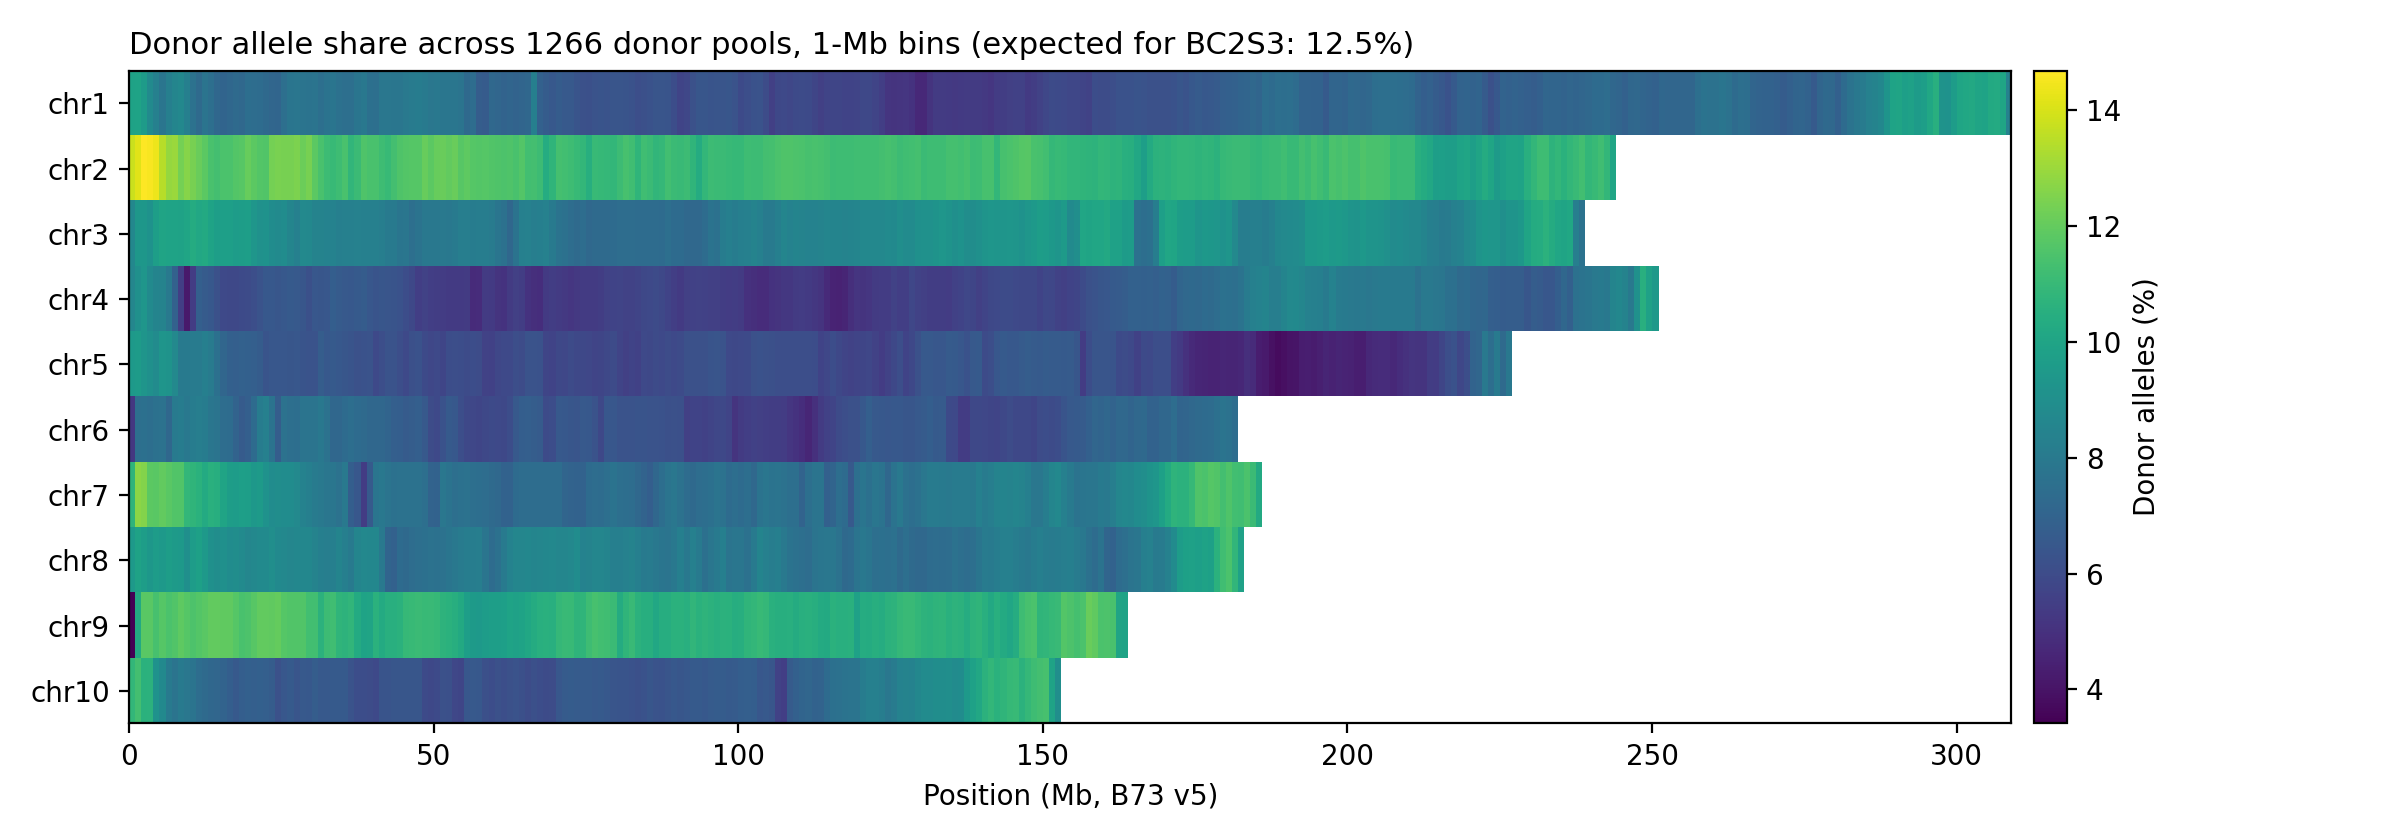 Donor allele share across 1266 donor pools, 1-Mb bins (expected for BC2S3: 12.5%)
chr1
chr2
chr3
chr4
chr5
chr6
chr7
chr8
chr9
chr10
0 50 100 150 200 250 300
Position (Mb, B73 v5)
14
12
10
8
6
4
Donor alleles (%)